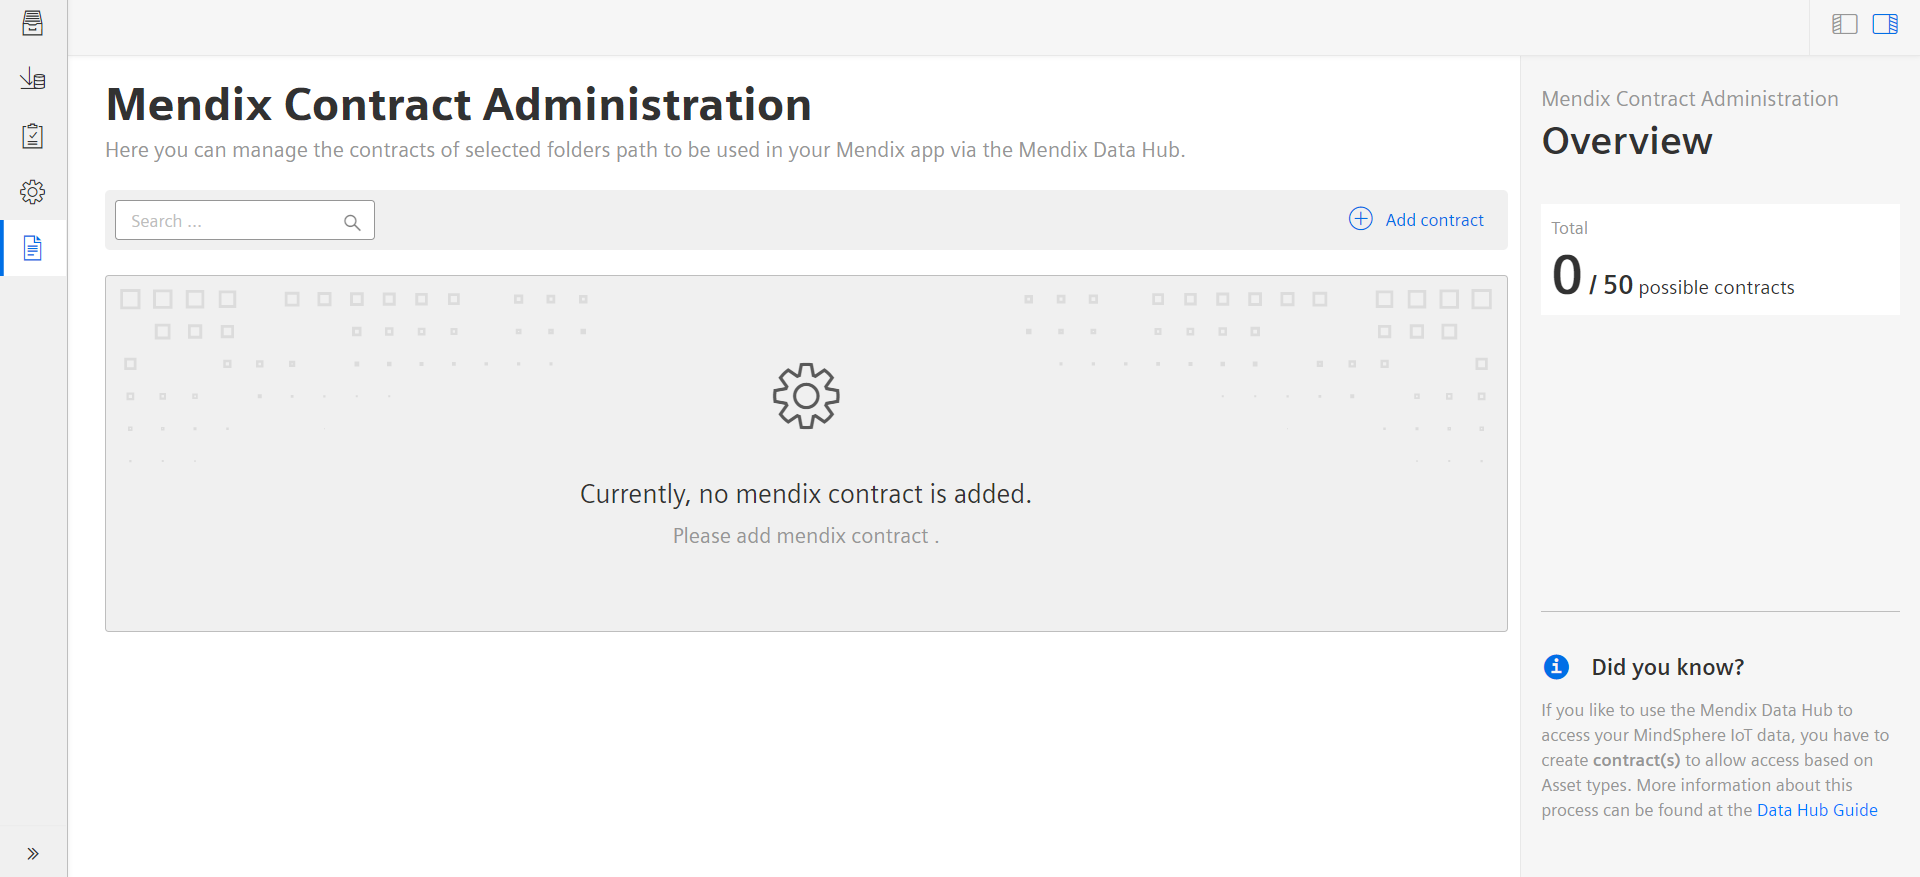 Mendix Contract Administration
Here you can manage the contracts of selected folders path to be used in your Mendix app via the Mendix Data Hub.
Search ...
Add contract
Currently, no mendix contract is added.
Please add mendix contract .
Mendix Contract Administration
Overview
Total
0 / 50 possible contracts
Did you know?
If you like to use the Mendix Data Hub to
access your MindSphere IoT data, you have to
create contract(s) to allow access based on
Asset types. More information about this
process can be found at the Data Hub Guide